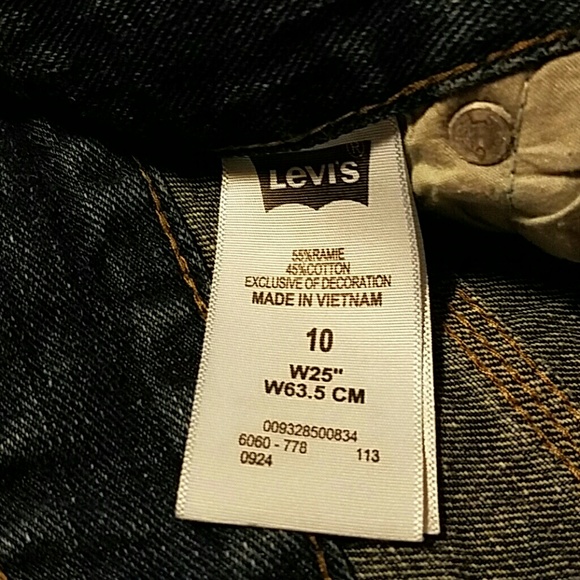 Levi's
55%RAMIE
45%COTTON
EXCLUSIVE OF DECORATION
MADE IN VIETNAM
10
W25"
W63.5 CM
009328500834
6060 - 778 113
0924